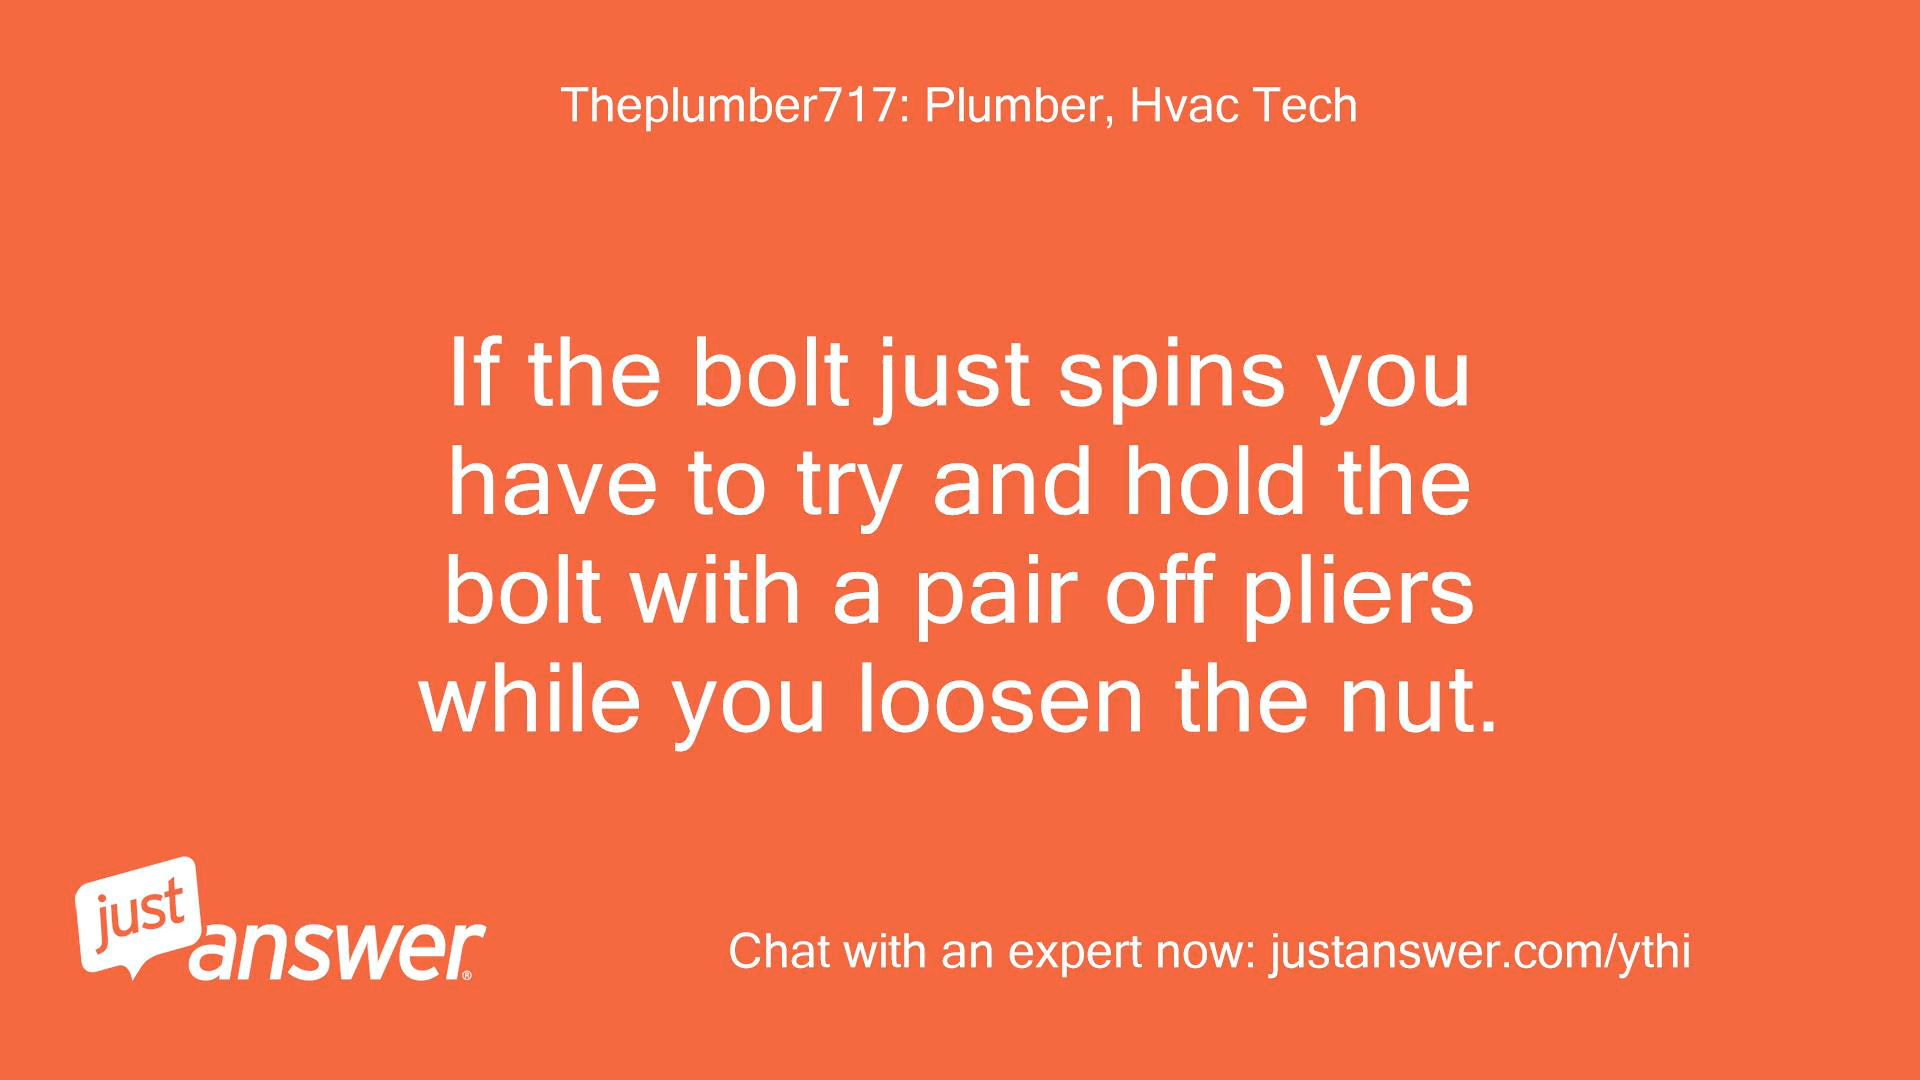 Theplumber717: Plumber, Hvac Tech
If the bolt just spins you
have to try and hold the
bolt with a pair off pliers
while you loosen the nut.
just
answer®
Chat with an expert now: justanswer.com/ythi